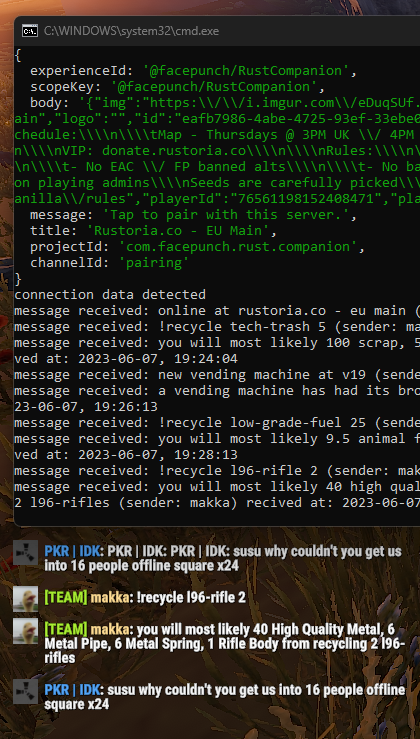 C:\WINDOWS\system32\cmd.exe
{
experienceId: '@facepunch/RustCompanion',
scopeKey: '@facepunch/RustCompanion',
body: '{"img":"https:\\/\\/i.imgur.com\\/eDuqSUf.
ain","logo":"","id":"eafb7986-4abe-4725-93ef-33ebe0
chedule:\\\\n\\\\tMap - Thursdays @ 3PM UK \\/ 4PM
n\\\\nVIP: donate.rustoria.co\\\\n\\\\nRules:\\\\n\
\n\\\\t- No EAC \\/ FP banned alts\\\\n\\\\t- No ba
on playing admins\\\\nSeeds are carefully picked\\\
anilla\\/rules","playerId":"76561198152408471","pla
message: 'Tap to pair with this server.',
title: 'Rustoria.co - EU Main',
projectId: 'com.facepunch.rust.companion',
channelId: 'pairing'
}
connection data detected
message received: online at rustoria.co - eu main (
message received: !recycle tech-trash 5 (sender: ma
message received: you will most likely 100 scrap, 5
ved at: 2023-06-07, 19:24:04
message received: new vending machine at v19 (sende
message received: a vending machine has had its bro
23-06-07, 19:26:13
message received: !recycle low-grade-fuel 25 (sende
message received: you will most likely 9.5 animal f
ved at: 2023-06-07, 19:28:13
message received: !recycle l96-rifle 2 (sender: mak
message received: you will most likely 40 high qual
2 l96-rifles (sender: makka) recived at: 2023-06-07
PKR | IDK: PKR | IDK: PKR | IDK: susu why couldn't you get us
into 16 people offline square x24
[TEAM] makka: !recycle l96-rifle 2
[TEAM] makka: you will most likely 40 High Quality Metal, 6
Metal Pipe, 6 Metal Spring, 1 Rifle Body from recycling 2 l96-
rifles
PKR | IDK: susu why couldn't you get us into 16 people offline
square x24